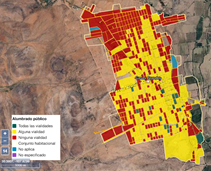 Alumbrado público
Todas las vialidades
Alguna vialidad
Ninguna vialidad
Conjunto habitacional
No aplica
No especificado